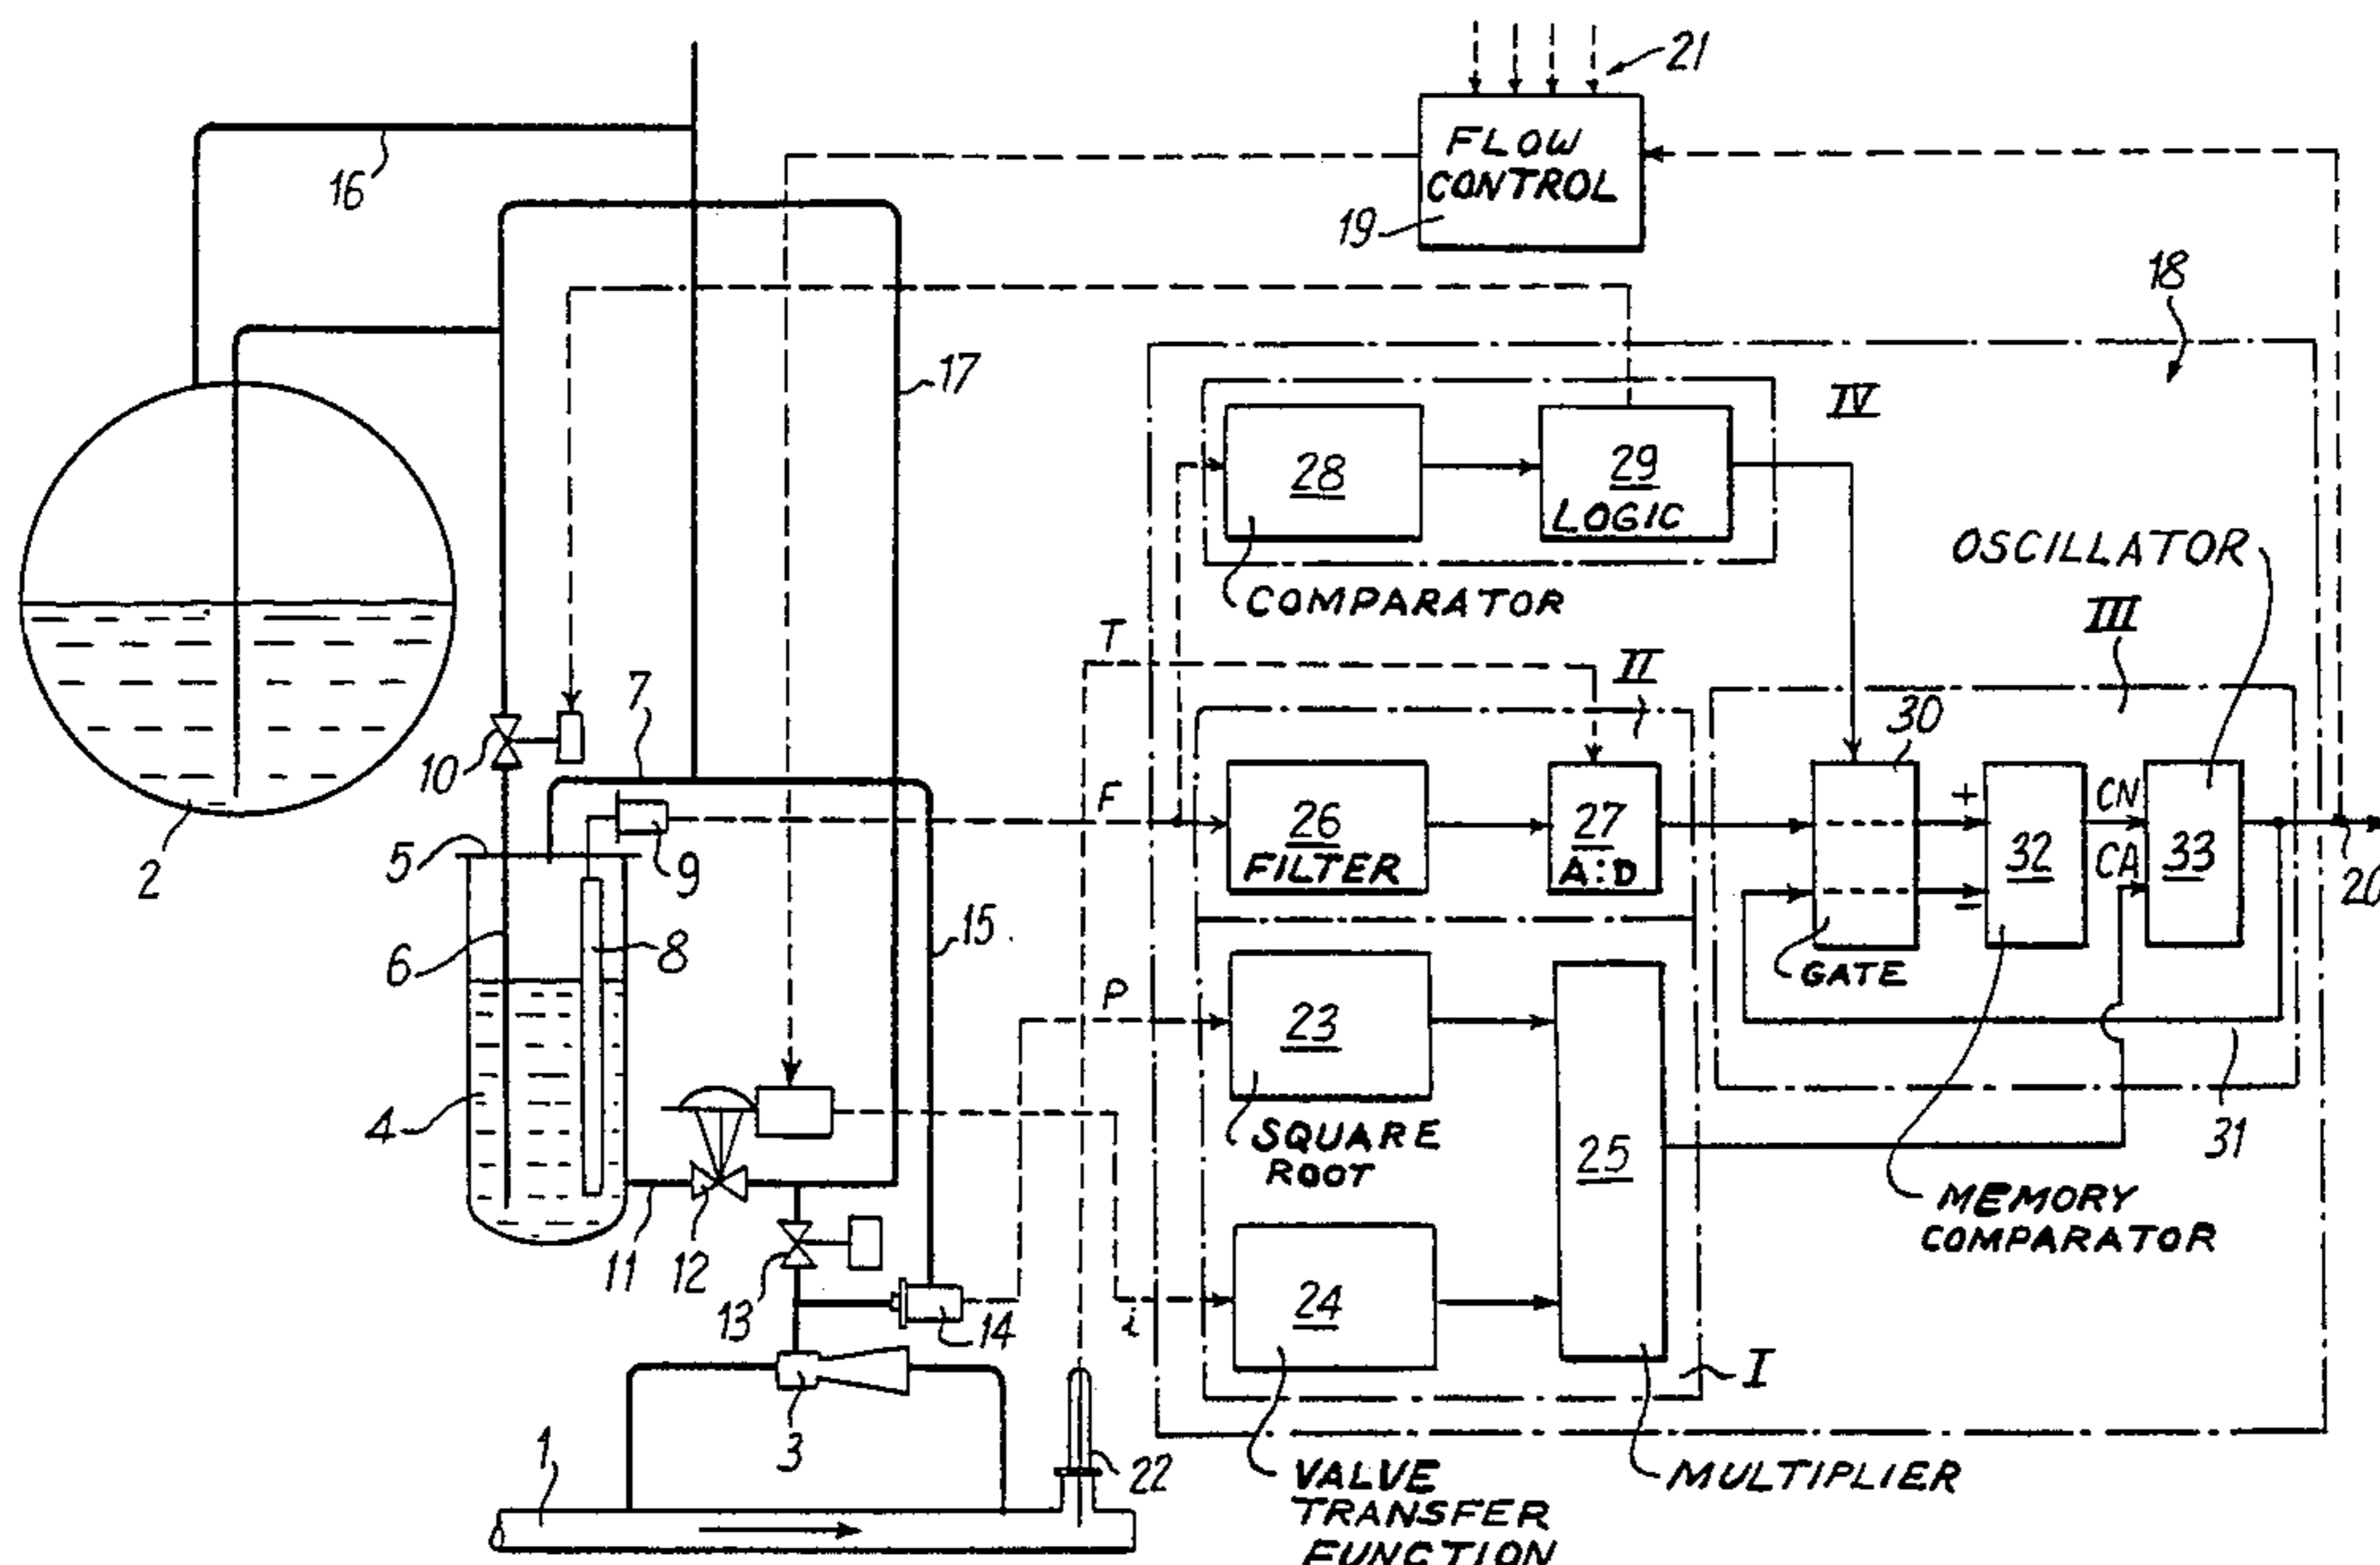 21
FLOW
CONTROL
19
16
18
17
IV
28
29
LOGIC
COMPARATOR
OSCILLATOR
III
T
II
7
30
10
F
26
FILTER
27
A:D
+
-
32
CN
CA
33
20
2
5
9
6
8
15
GATE
P
23
SQUARE
ROOT
25
31
4
MEMORY
COMPARATOR
11
12
13
14
i
24
I
3
1
22
VALVE
TRANSFER
FUNCTION
MULTIPLIER